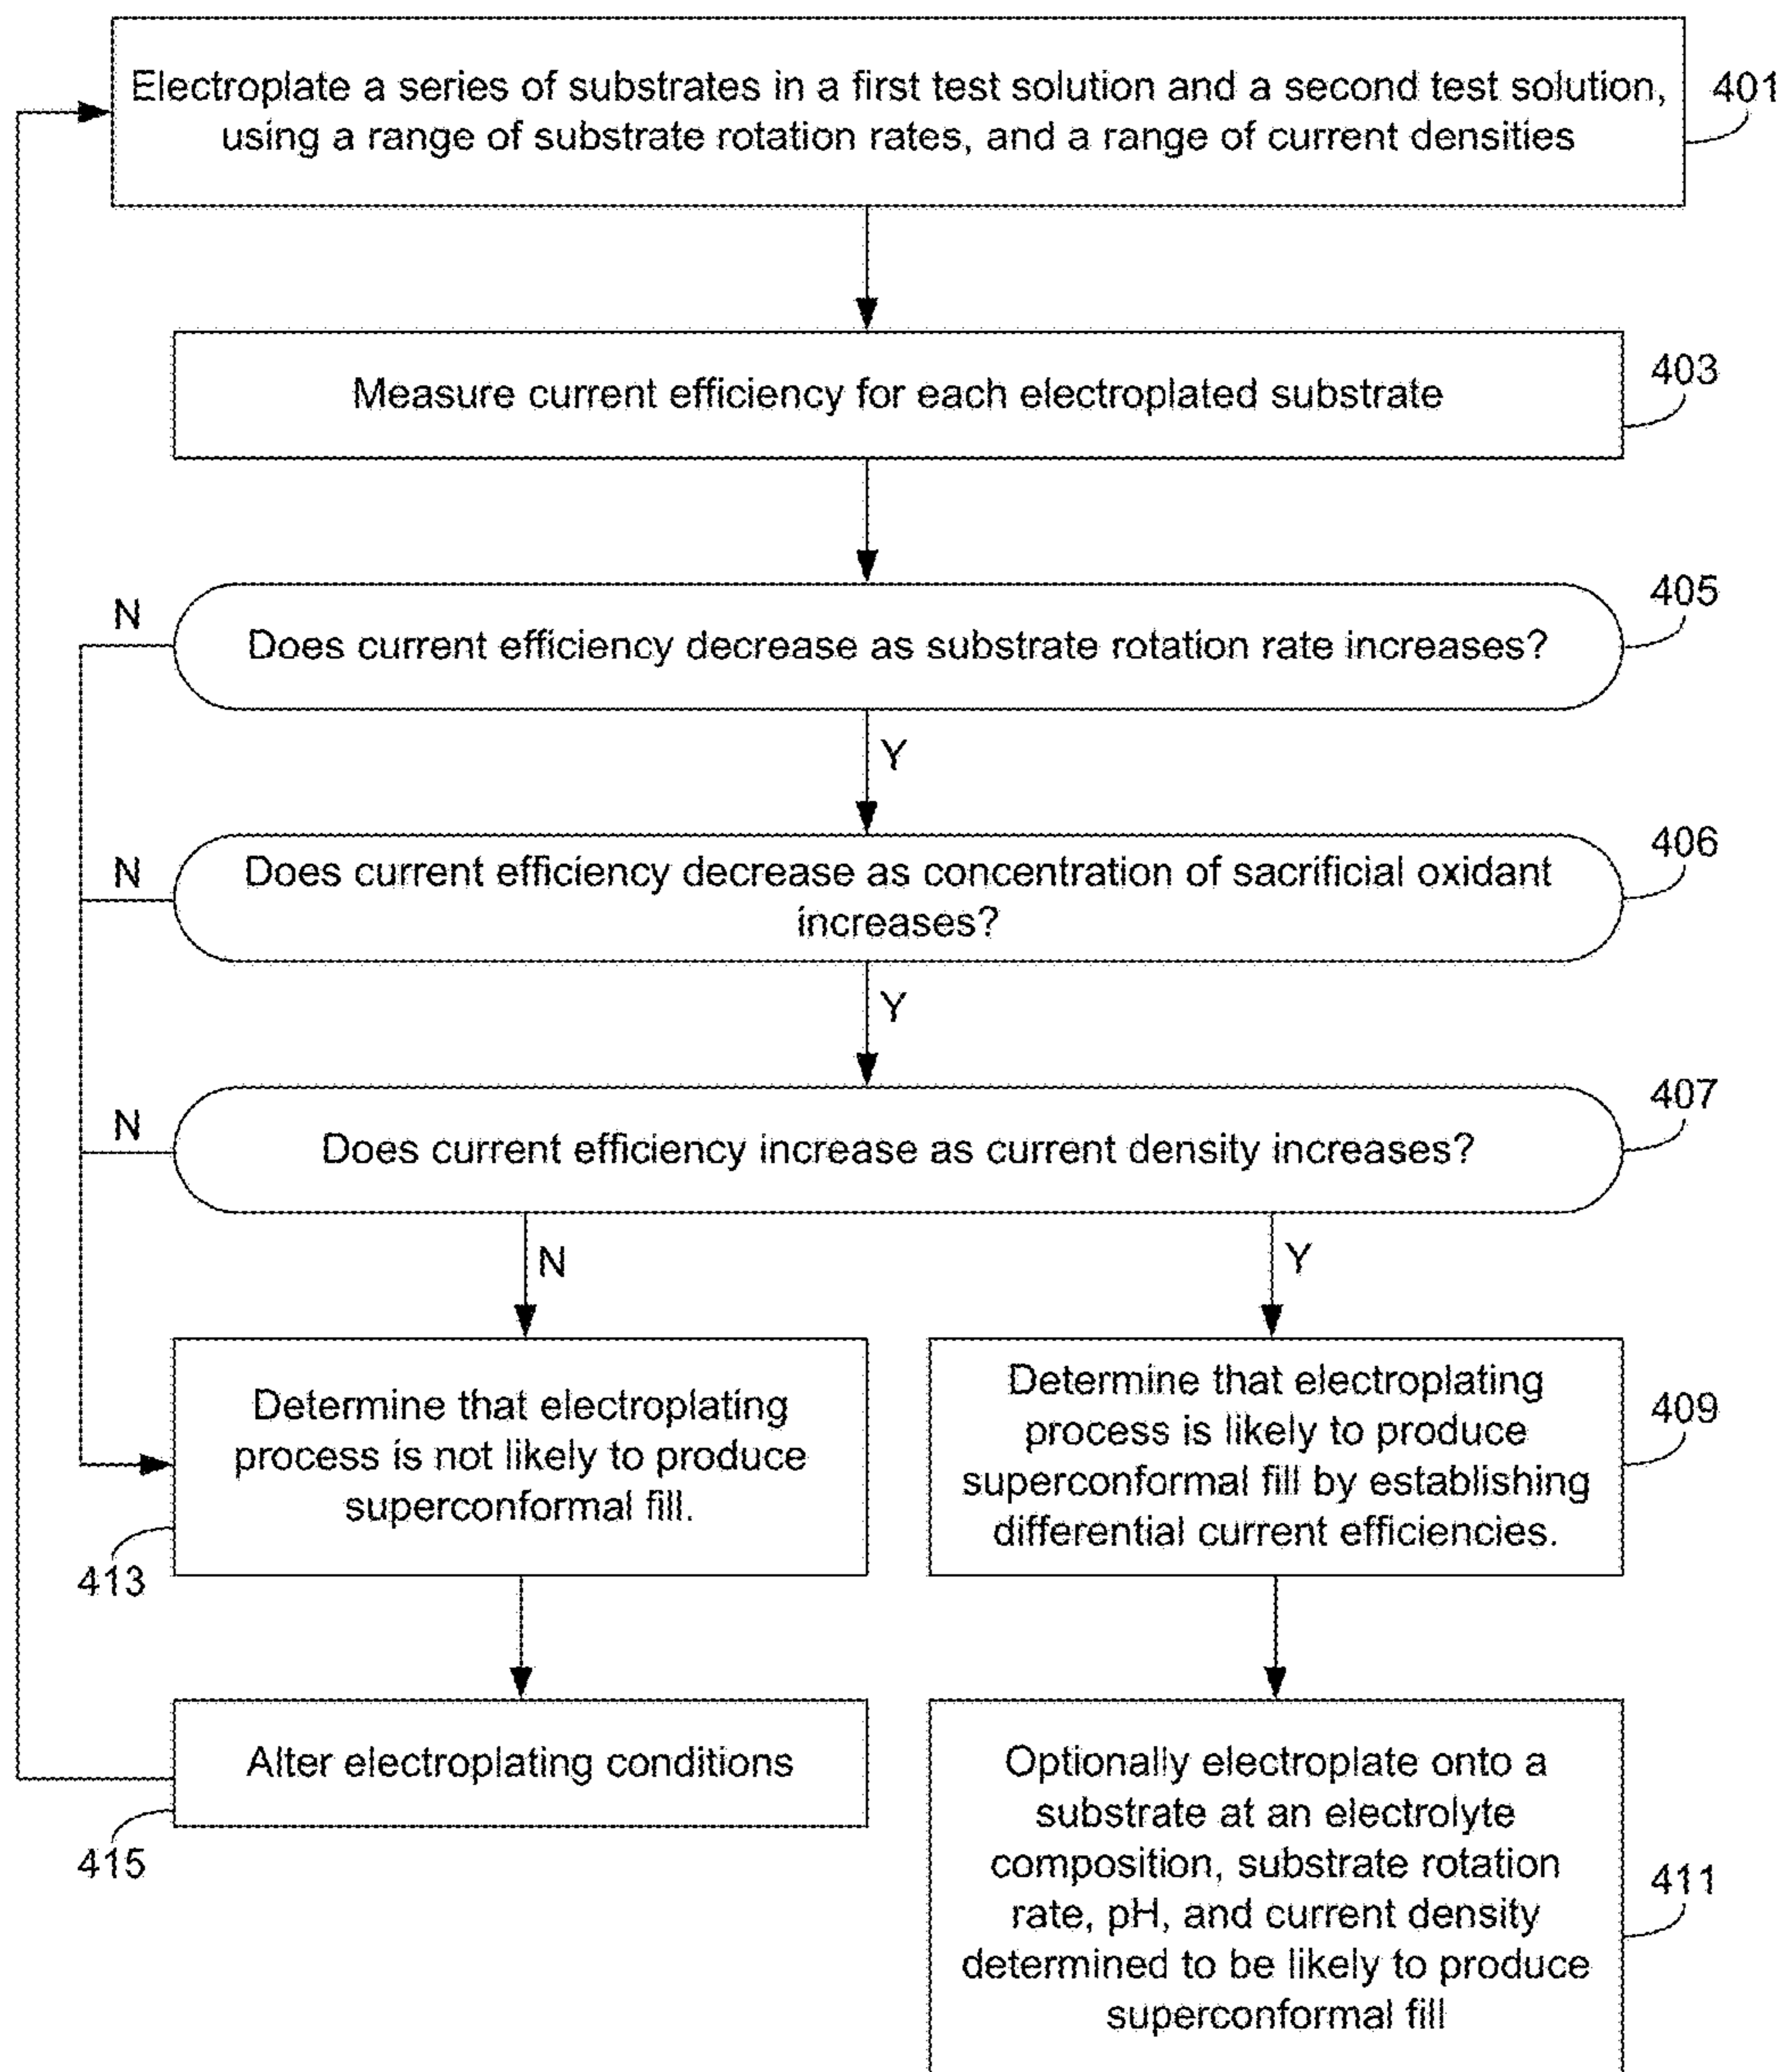 Electroplate a series of substrates in a first test solution and a second test solution,
using a range of substrate rotation rates, and a range of current densities
401
Measure current efficiency for each electroplated substrate
403
Does current efficiency decrease as substrate rotation rate increases?
405
N
Y
Does current efficiency decrease as concentration of sacrificial oxidant
increases?
406
N
Y
Does current efficiency increase as current density increases?
407
N
N
Y
Determine that electroplating
process is not likely to produce
superconformal fill.
413
Determine that electroplating
process is likely to produce
superconformal fill by establishing
differential current efficiencies.
409
Alter electroplating conditions
415
Optionally electroplate onto a
substrate at an electrolyte
composition, substrate rotation
rate, pH, and current density
determined to be likely to produce
superconformal fill
411